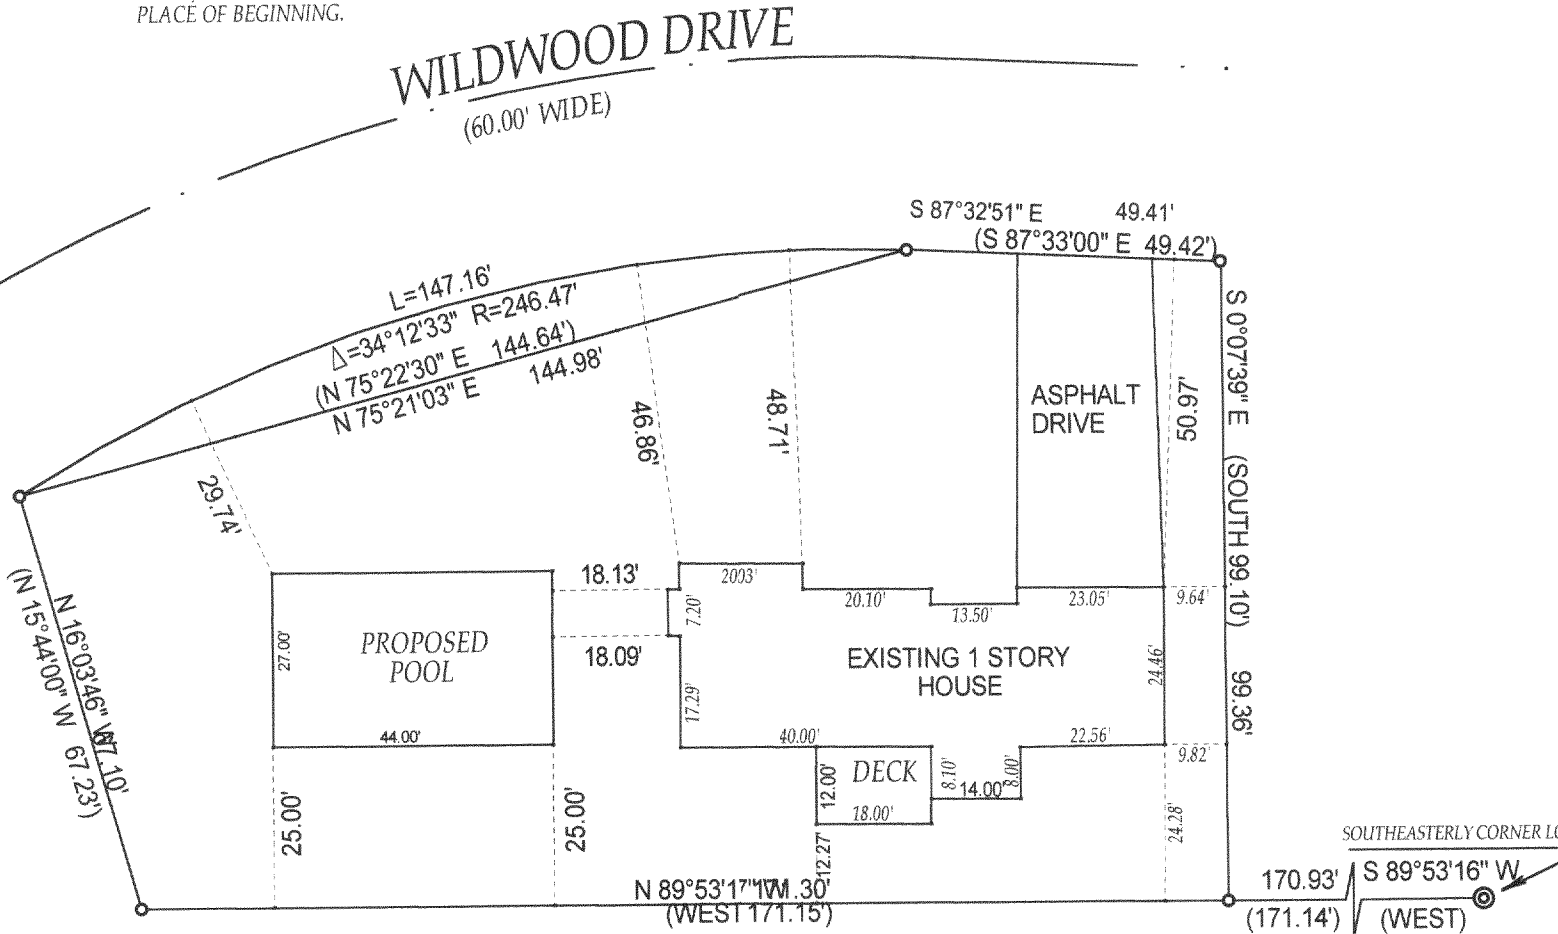 PLACE OF BEGINNING.
WILDWOOD DRIVE
(60.00' WIDE)
S 87°32'51" E 49.41'
(S 87°33'00" E 49.42')
L=147.16'
Δ=34°12'33" R=246.47'
(N 75°22'30" E 144.64')
N 75°21'03" E 144.98'
S 0°07'39" E (SOUTH 99.10') 99.36'
ASPHALT
DRIVE
50.97'
46.86'
48.71'
29.74'
N 16°03'46" W 67.10'
(N 15°44'00" W 67.23')
18.13'
18.09'
7.20'
2003'
20.10'
13.50'
23.05'
9.64'
27.00'
PROPOSED
POOL
44.00'
EXISTING 1 STORY
HOUSE
17.29'
24.46'
40.00'
22.56'
9.82'
12.00'
DECK
18.00'
8.10'
14.00'
8.00'
25.00'
25.00'
12.27'
24.28'
N 89°53'17" W 171.30'
(WEST 171.15')
SOUTHEASTERLY CORNER
170.93' S 89°53'16" W
(171.14') (WEST)